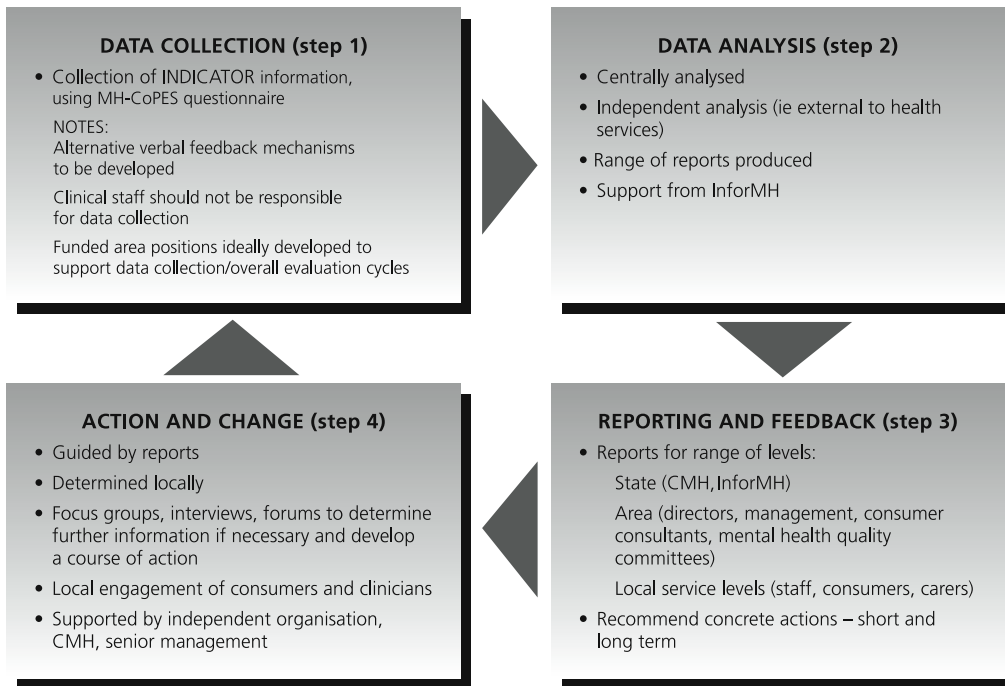 DATA COLLECTION (step 1)
• Collection of INDICATOR information,
using MH-CoPES questionnaire
NOTES:
Alternative verbal feedback mechanisms
to be developed
Clinical staff should not be responsible
for data collection
Funded area positions ideally developed to
support data collection/overall evaluation cycles
DATA ANALYSIS (step 2)
• Centrally analysed
• Independent analysis (ie external to health
services)
• Range of reports produced
• Support from InforMH
REPORTING AND FEEDBACK (step 3)
• Reports for range of levels:
State (CMH, InforMH)
Area (directors, management, consumer
consultants, mental health quality
committees)
Local service levels (staff, consumers, carers)
• Recommend concrete actions – short and
long term
ACTION AND CHANGE (step 4)
• Guided by reports
• Determined locally
• Focus groups, interviews, forums to determine
further information if necessary and develop
a course of action
• Local engagement of consumers and clinicians
• Supported by independent organisation,
CMH, senior management